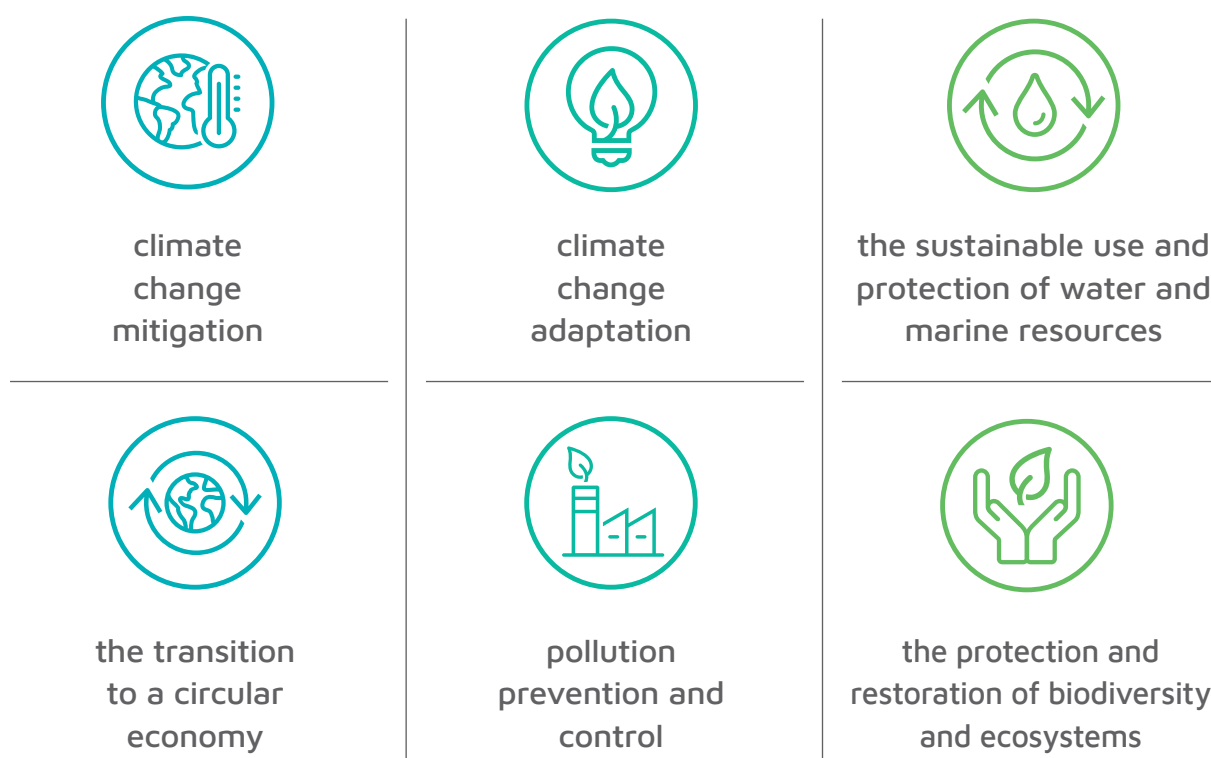 climate
change
mitigation
climate
change
adaptation
the sustainable use and
protection of water and
marine resources
the transition
to a circular
economy
pollution
prevention and
control
the protection and
restoration of biodiversity
and ecosystems